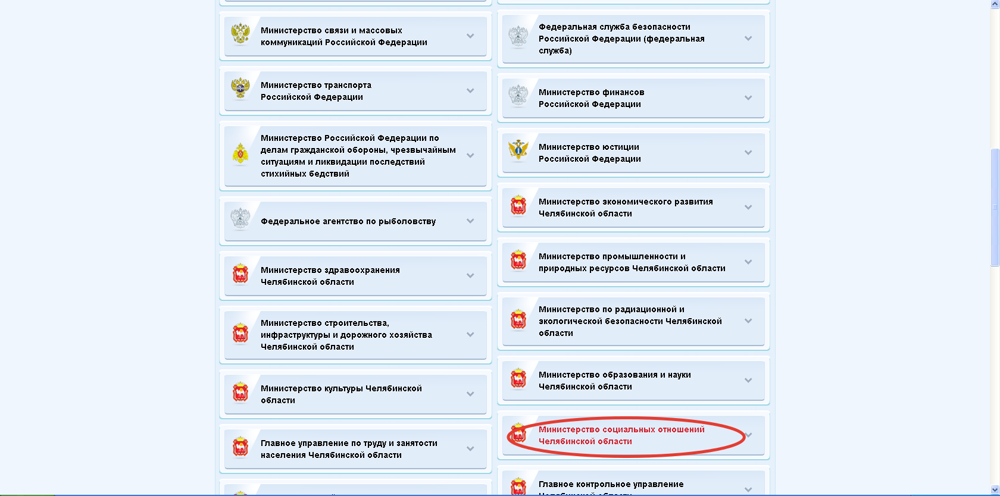 Министерство связи и массовых
коммуникаций Российской Федерации
Министерство транспорта
Российской Федерации
Министерство Российской Федерации по
делам гражданской обороны, чрезвычайным
ситуациям и ликвидации последствий
стихийных бедствий
Федеральное агентство по рыболовству
Министерство здравоохранения
Челябинской области
Министерство строительства,
инфраструктуры и дорожного хозяйства
Челябинской области
Министерство культуры Челябинской
области
Главное управление по труду и занятости
населения Челябинской области
Федеральная служба безопасности
Российской Федерации (федеральная
служба)
Министерство финансов
Российской Федерации
Министерство юстиции
Российской Федерации
Министерство экономического развития
Челябинской области
Министерство промышленности и
природных ресурсов Челябинской области
Министерство по радиационной и
экологической безопасности Челябинской
области
Министерство образования и науки
Челябинской области
Министерство социальных отношений
Челябинской области
Главное контрольное управление
Челябинской области